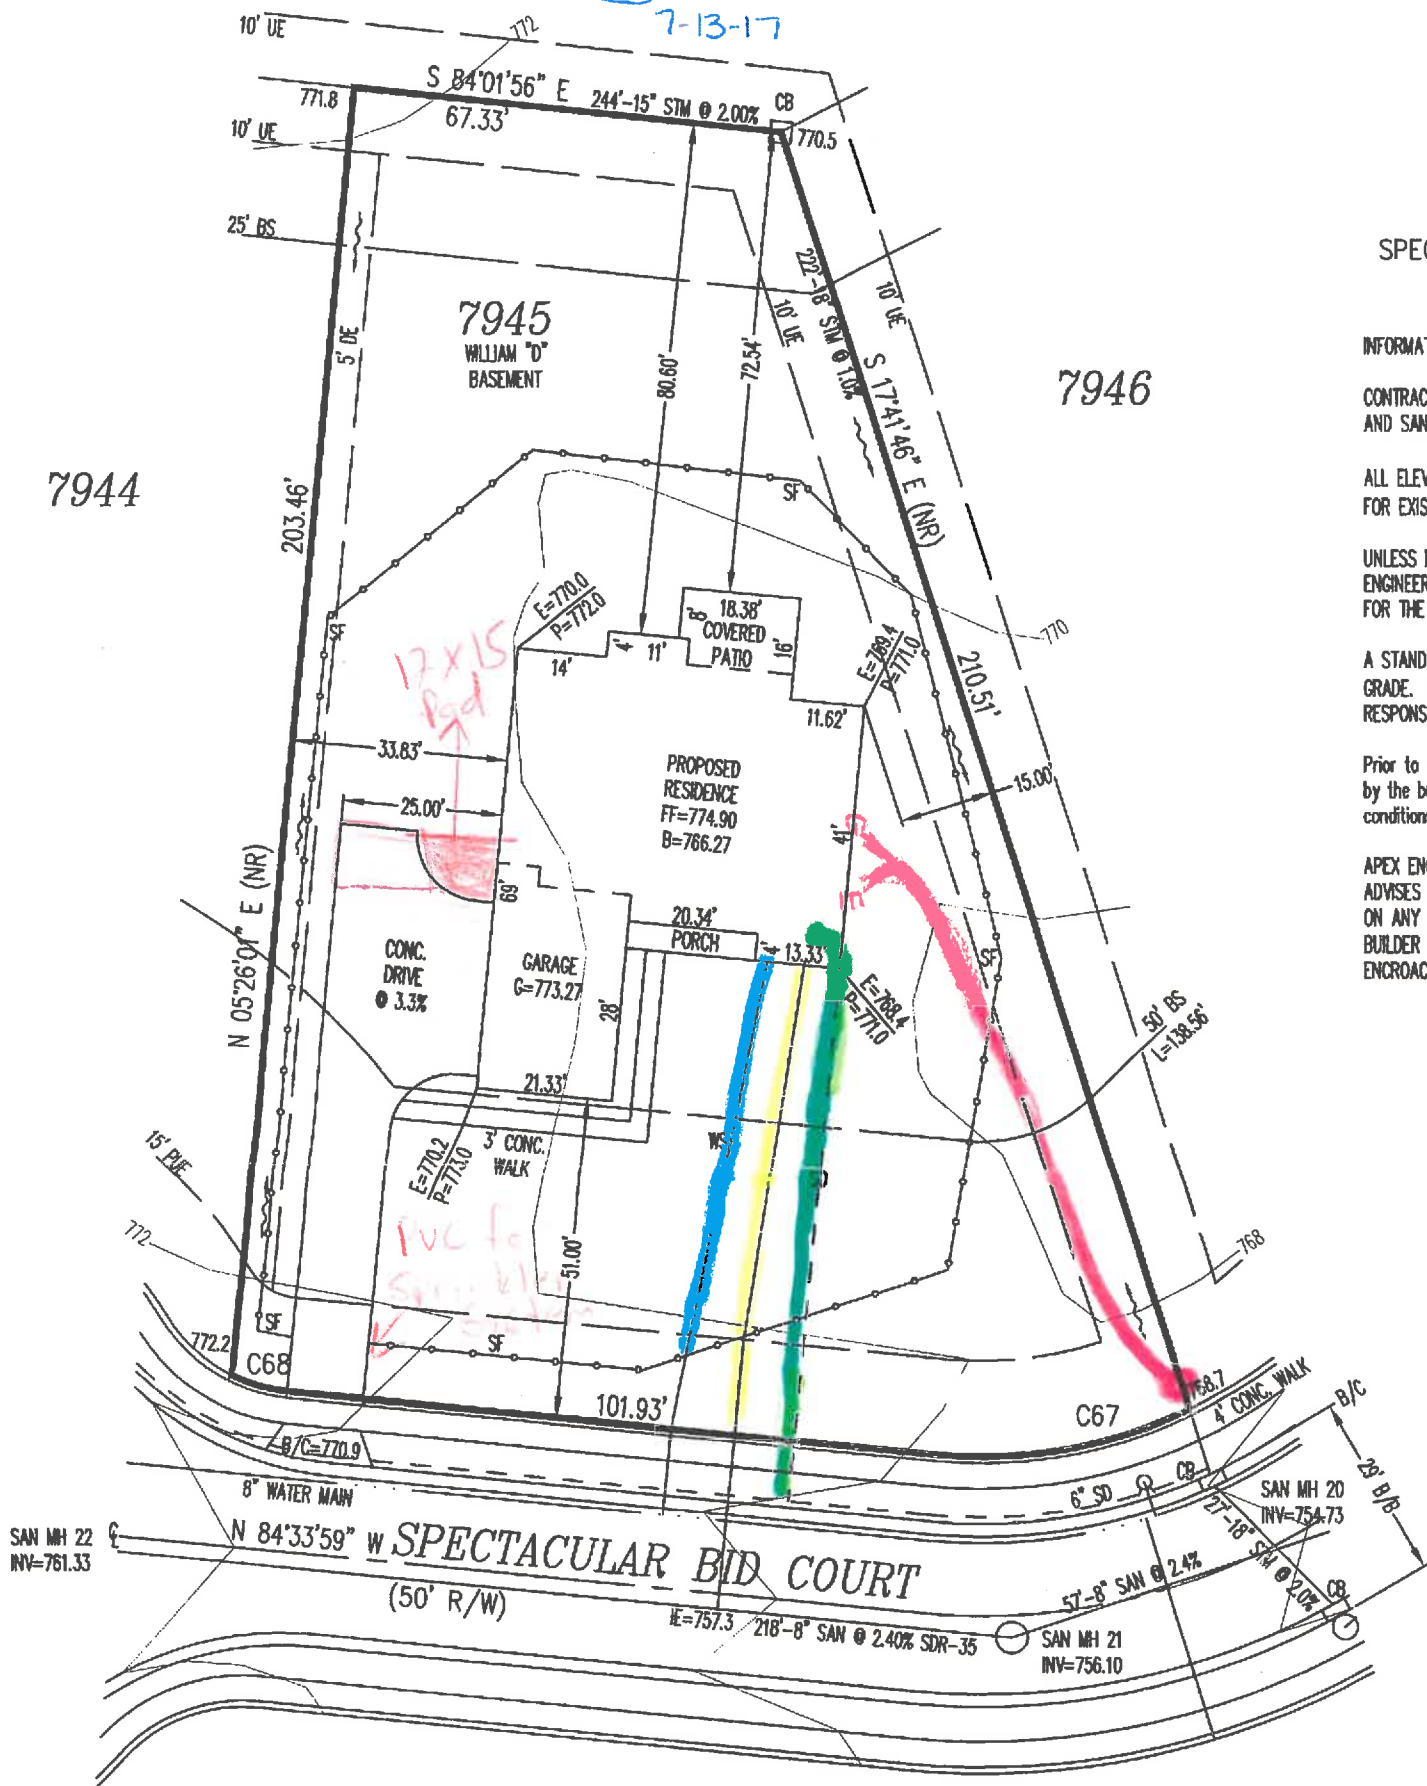 7-13-17
10' UE
772
S 84°01'56" E
244'-15" STM @ 2.00%
CB
771.8
67.33'
770.5
10' UE
25' BS
5' DE
7945
WILLIAM "D"
BASEMENT
80.60'
72.54'
222'-18" STM @ 1.0%
10' UE
10' UE
S 17°41'46" E (NR)
7946
7944
203.46'
SF
SF
E=770.0
P=772.0
18.38'
COVERED
PATIO
8'
16'
4'
11'
14'
E=769.4
P=771.0
770
210.51'
17 x 15
Pad
11.62'
33.83'
25.00'
PROPOSED
RESIDENCE
FF=774.90
B=766.27
15.00'
41'
69'
N 05°26'01" E (NR)
CONC.
DRIVE
@ 3.3%
GARAGE
G=773.27
28'
20.34'
PORCH
4'
13.33'
E
SF
E=768.4
P=771.0
50' BS
L=138.56'
21.33'
WS
3' CONC.
WALK
E=770.2
P=773.0
15' PUE
772
PVC for
Sprinkler
System
51.00'
768
SF
SF
772.2
C68
101.93'
C67
768.7
4' CONC. WALK
B/C
B/C=770.9
8" WATER MAIN
6" SD
CB
SAN MH 20
INV=754.73
29' B/B
27'-18" STM @ 2.0%
CB
SAN MH 22
INV=761.33
N 84°33'59" W
SPECTACULAR BID COURT
(50' R/W)
IE=757.3
218'-8" SAN @ 2.40% SDR-35
57'-8" SAN @ 2.4%
SAN MH 21
INV=756.10
INFORMAT
CONTRAC
AND SAN
ALL ELEV
FOR EXIS
UNLESS
ENGINEER
FOR THE
A STAND
GRADE.
RESPONS
Prior to
by the b
condition
APEX EN
ADVISES
ON ANY
BUILDER
ENCROAC